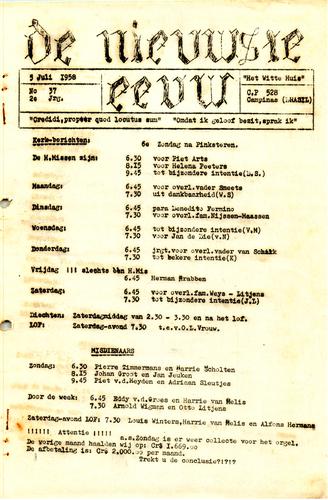 de nieuwste eeuw
5 Juli 1958
"Het Witte Huis"
No 37
2e Jrg.
C.P 528
Campinas (BRASIL)
"Credidi, propter quod locutus sum" "Omdat ik geloof bezit, sprak ik"
Kerk-berichten: 6e Zondag na Pinksteren.
De H.Missen zijn: 6.30 voor Piet Arts
8.15 voor Helena Peeters
9.45 tot bijzondere intentie(L.S.)
Maandag: 6.45 voor overl.vader Smeets
7.30 uit dankbaarheid(W.S)
Dinsdag: 6.45 para Benedito Formino
7.30 voor overl.fam.Nijssen-Maassen
Woensdag: 6.45 tot bijzondere intentie(V.M)
7.30 voor Jan de Zie(v.N)
Donderdag: 6.45 jrgt.voor overl.vader van Schaik
7.30 tot bekere intentie(K)
Vrijdag !!! slechts één H.Mis
6.45 Herman Krabben
Zaterdag: 6.45 voor overl.fam.Weys - Litjens
7.30 tot bijzondere intentie(J.L)
Biechten: Zaterdagmiddag van 2.30 - 3.30 en na het lof.
LOF: Zaterdag-avond 7.30 t.e.v.O.L.Vrouw.
MISDIENAARS
Zondag: 6.30 Pierre Timmermans en Harrie Scholten
8.15 Johan Groot en Jan Jeuken
9.45 Piet v.d.Heyden en Adriaan Sleutjes
Door de week: 6.45 Eddy v.d.Groes en Harrie van Melis
7.30 Arnold Wigman en Otto Litjens
Zaterdag-avond LOF: 7.30 Louis Winters, Harrie van Melis en Alfons Hermans
!!!!!! Attentie !!!!!
a.s.Zondag is er weer collecte voor het orgel.
De vorige maand haalden wij op: Cr$ 1.669.00
De afbetaling is: Cr$ 2.000.00 per maand.
Trekt u de conclusie?!?!?